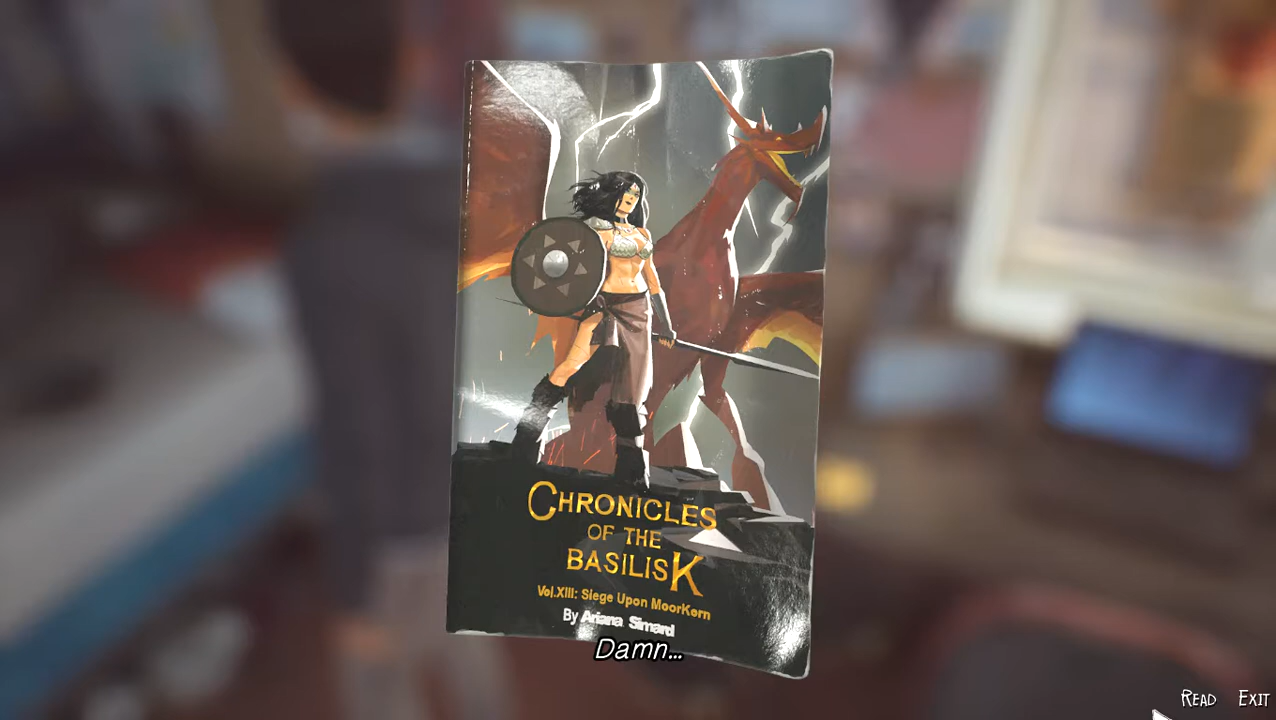 CHRONICLES
OF THE
BASILISK
Vol.XIII: Siege Upon MoorKern
By Ariana Simard
Damn...
READ EXIT